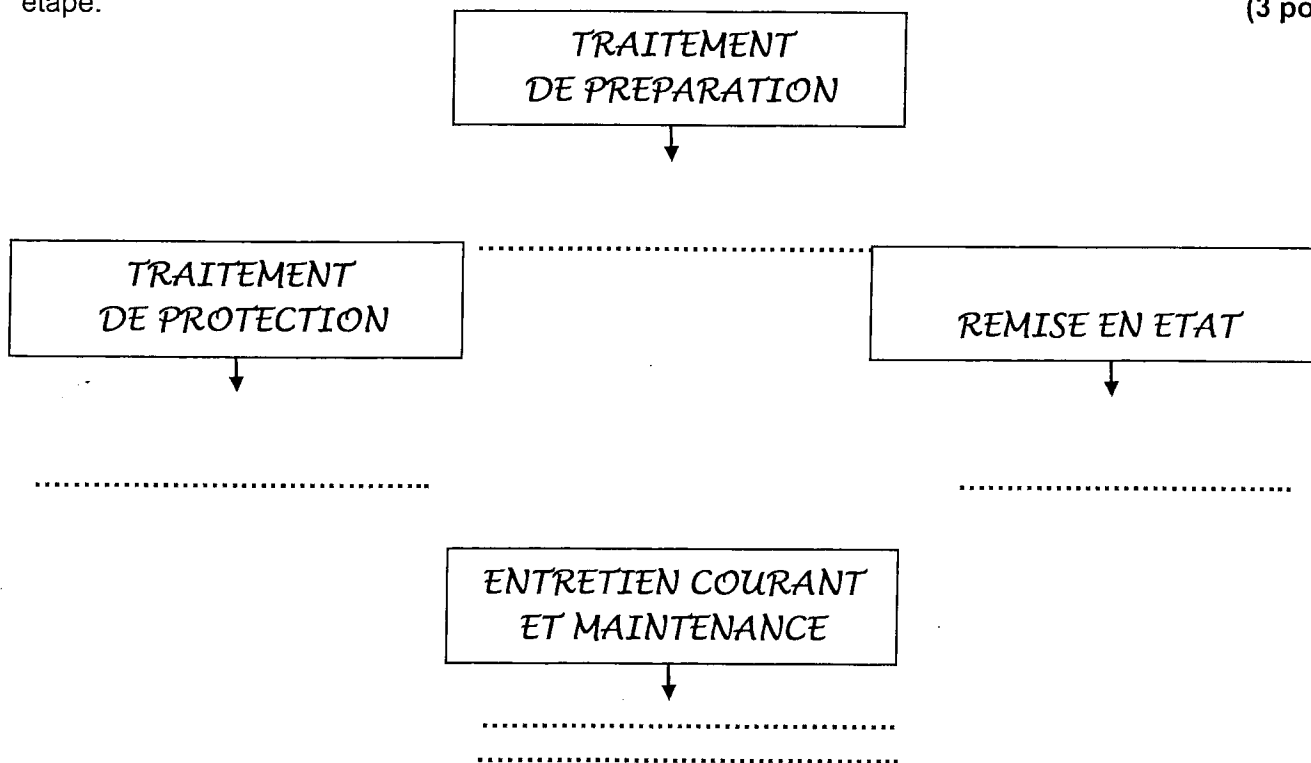 étape.
(3 po
TRAITEMENT
DE PREPARATION
TRAITEMENT
DE PROTECTION
REMISE EN ETAT
ENTRETIEN COURANT
ET MAINTENANCE